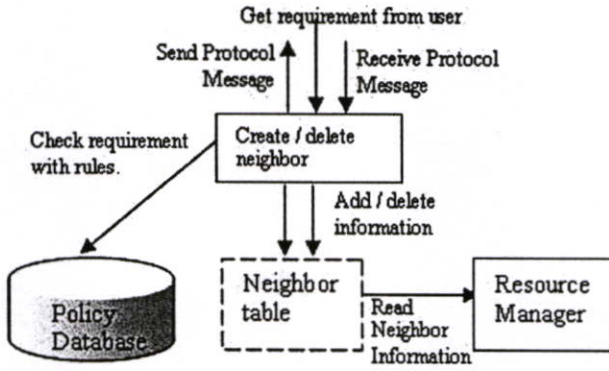 Get requirement from user
Send Protocol
Message
Receive Protocol
Message
Check requirement
with rules.
Create / delete
neighbor
Add / delete
information
Policy
Database
Neighbor
table
Read
Neighbor
Information
Resource
Manager